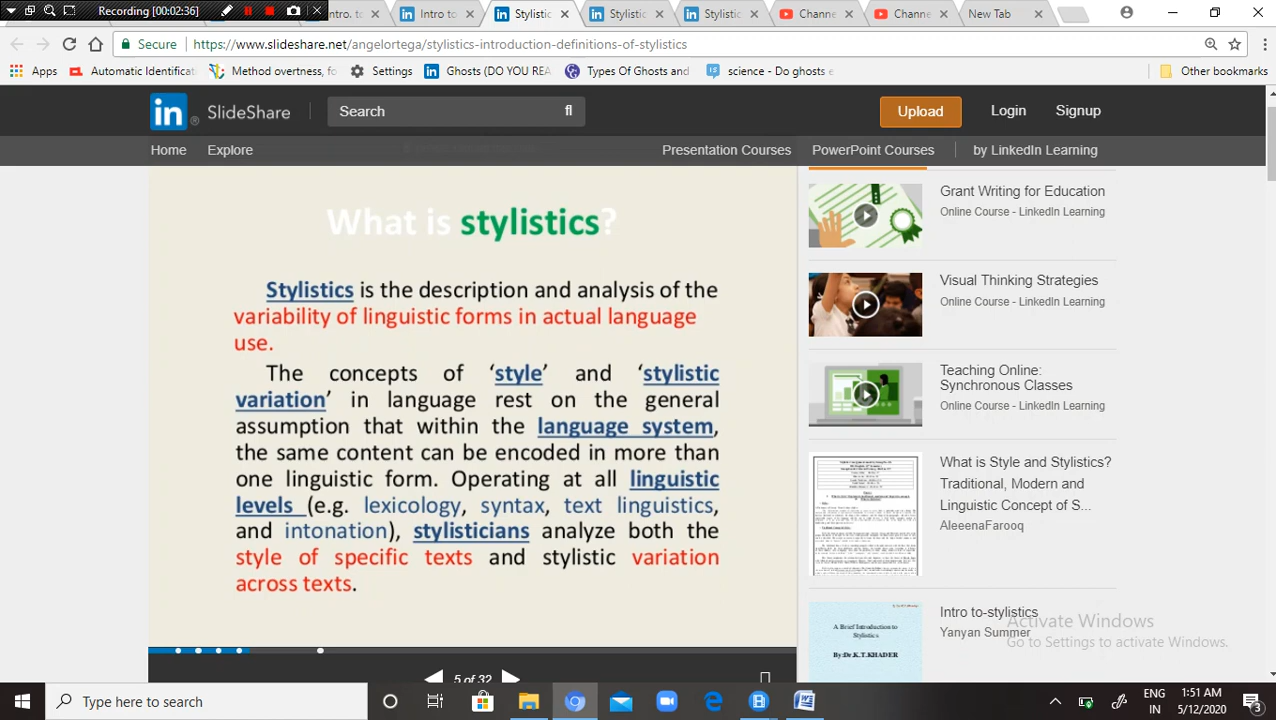 Recording [00:02:36]
ntro. t
Intro to
Stylistic
Stylistic
Stylistic
Channe
Channe
New Tab
Secure
https://www.slideshare.net/angelortega/stylistics-introduction-definitions-of-stylistics
Apps
Automatic Identificat
Method overtness, fo
Settings
Ghosts (DO YOU REA
Types Of Ghosts and
science - Do ghosts e
Other bookmarks
in SlideShare
Search
Upload
Login
Signup
Home
Explore
Presentation Courses
PowerPoint Courses
by LinkedIn Learning
What is stylistics?
Stylistics is the description and analysis of the
variability of linguistic forms in actual language
use.
The concepts of ‘style’ and ‘stylistic
variation’ in language rest on the general
assumption that within the language system,
the same content can be encoded in more than
one linguistic form. Operating at all linguistic
levels (e.g. lexicology, syntax, text linguistics,
and intonation), stylisticians analyze both the
style of specific texts and stylistic variation
across texts.
5 of 32
Grant Writing for Education
Online Course - LinkedIn Learning
Visual Thinking Strategies
Online Course - LinkedIn Learning
Teaching Online:
Synchronous Classes
Online Course - LinkedIn Learning
What is Style and Stylistics?
Traditional, Modern and
Linguistic Concept of S...
AleeenaFarooq
Intro to-stylistics
Yanyan Summer
A Brief Introduction to
Stylistics
By:Dr.K.T.KHADER
Activate Windows
Go to Settings to activate Windows.
Type here to search
ENG
IN
1:51 AM
5/12/2020
3